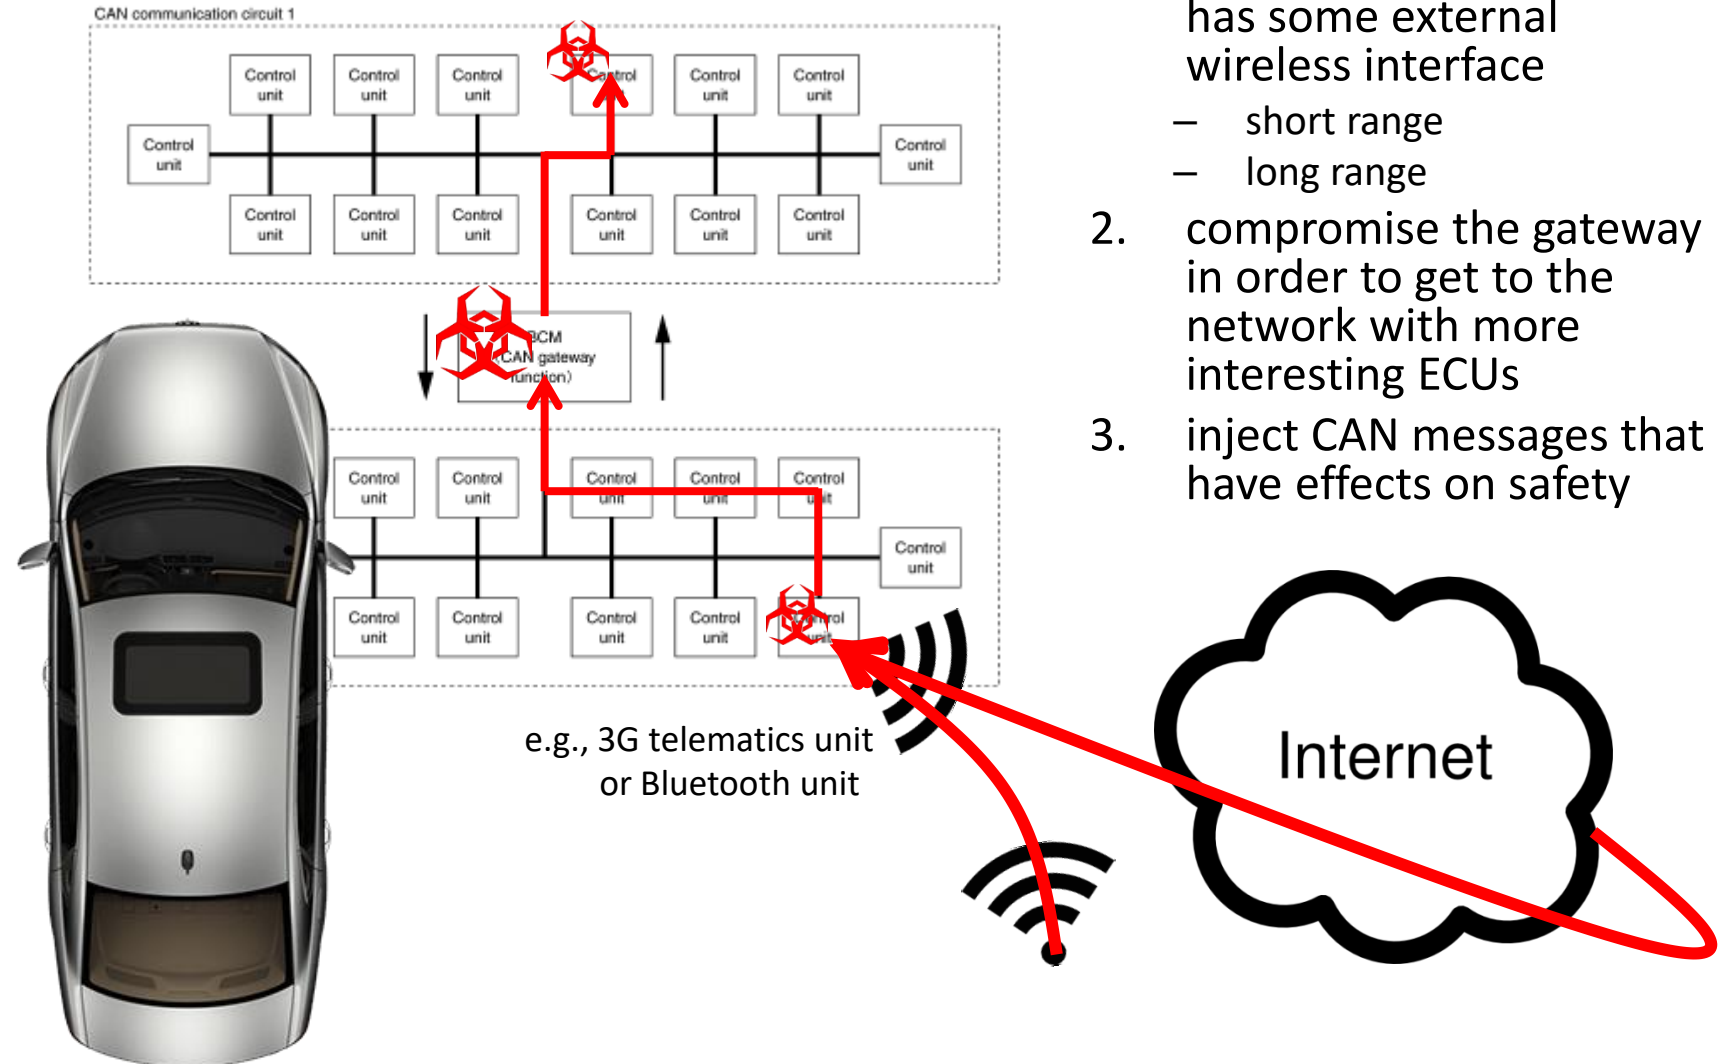 CAN communication circuit 1
Control
unit
Control
unit
Control
unit
Control
Control
unit
Control
unit
Control
unit
Control
unit
Control
unit
Control
unit
Control
unit
Control
unit
Control
unit
Control
unit
BCM
(CAN gateway
function)
Control
unit
Control
unit
Control
unit
Control
unit
Control
unit
Control
unit
Control
unit
Control
unit
Control
unit
Control
unit
Control
unit
e.g., 3G telematics unit
or Bluetooth unit
has some external
wireless interface
– short range
– long range
2. compromise the gateway
in order to get to the
network with more
interesting ECUs
3. inject CAN messages that
have effects on safety
Internet